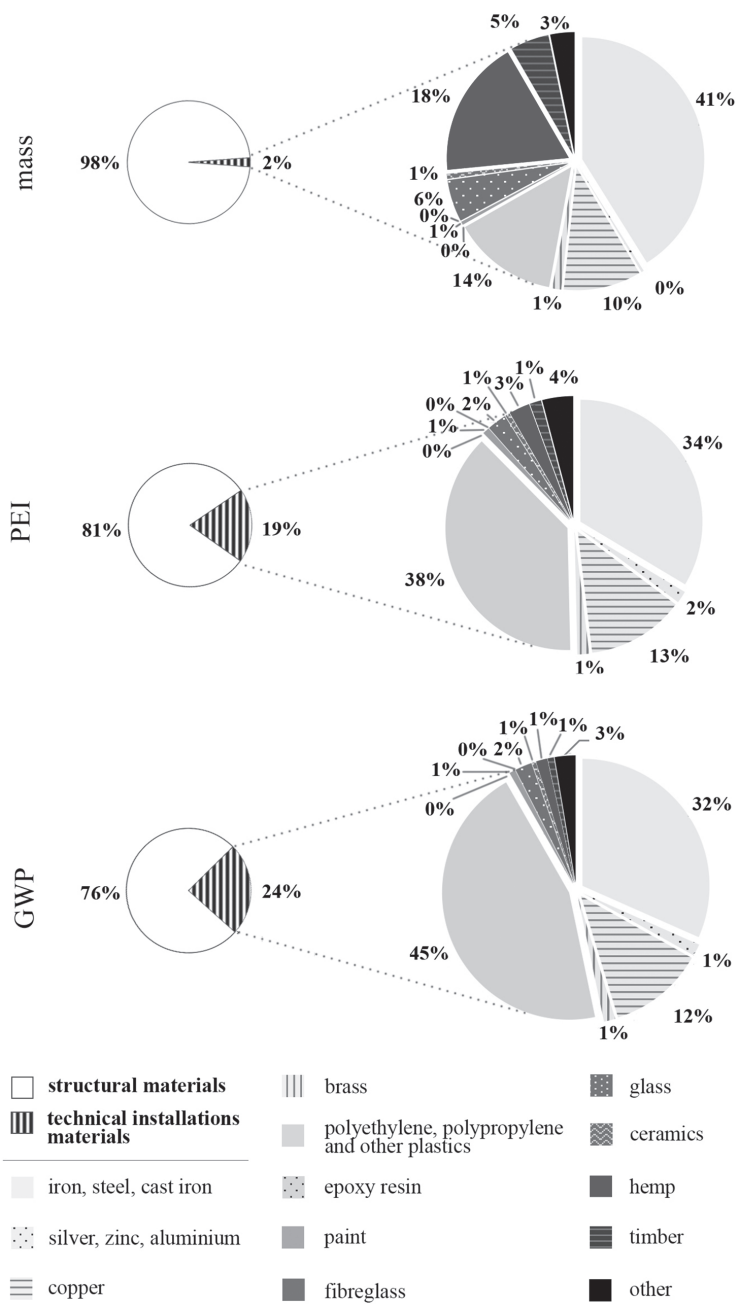 5% 3%
18% 41%
mass
98% 2%
1%
6%
0%
1%
0%
14%
1% 10% 0%
1% 3% 1% 4%
0% 2%
1%
0%
34%
PEI
81% 19%
38%
2%
13%
1%
1% 1% 1% 3%
0% 2%
1%
0%
32%
GWP
76% 24%
45%
1%
12%
1%
structural materials
technical installations
materials
iron, steel, cast iron
silver, zinc, aluminium
copper
brass
polyethylene, polypropylene
and other plastics
epoxy resin
paint
fibreglass
glass
ceramics
hemp
timber
other